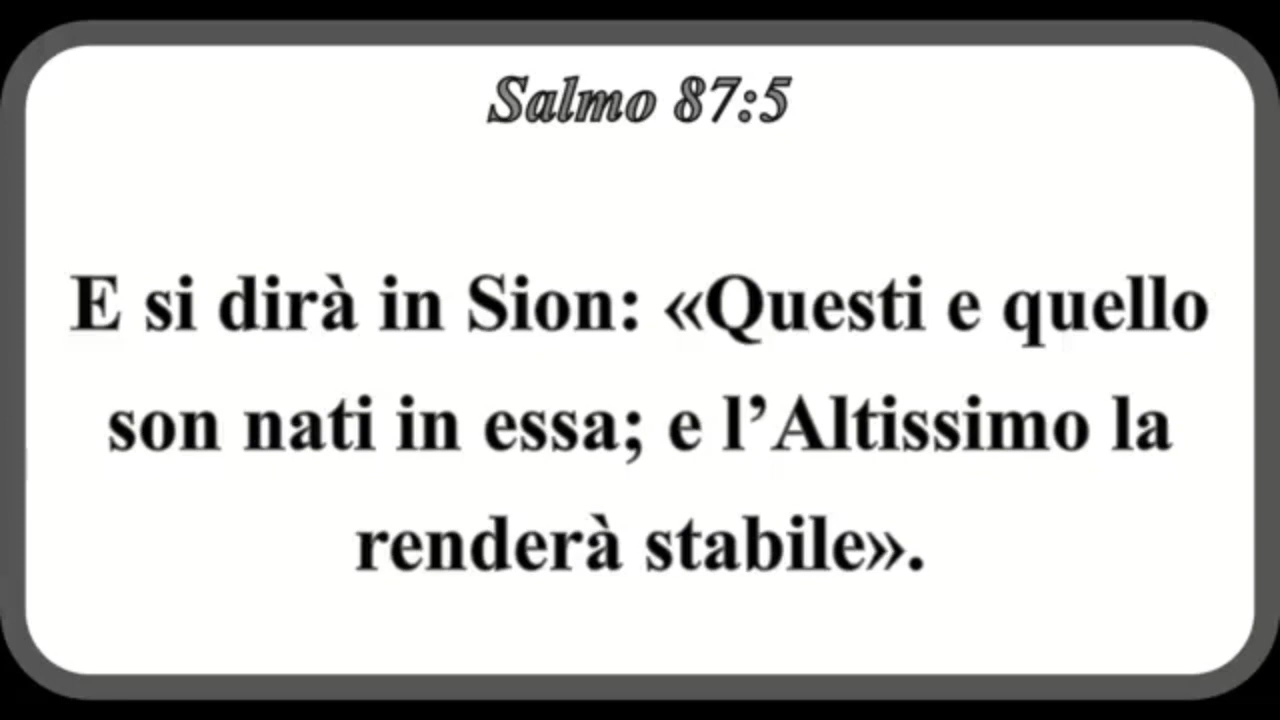 Salmo 87:5
E si dirà in Sion: «Questi e quello
son nati in essa; e l’Altissimo la
renderà stabile».